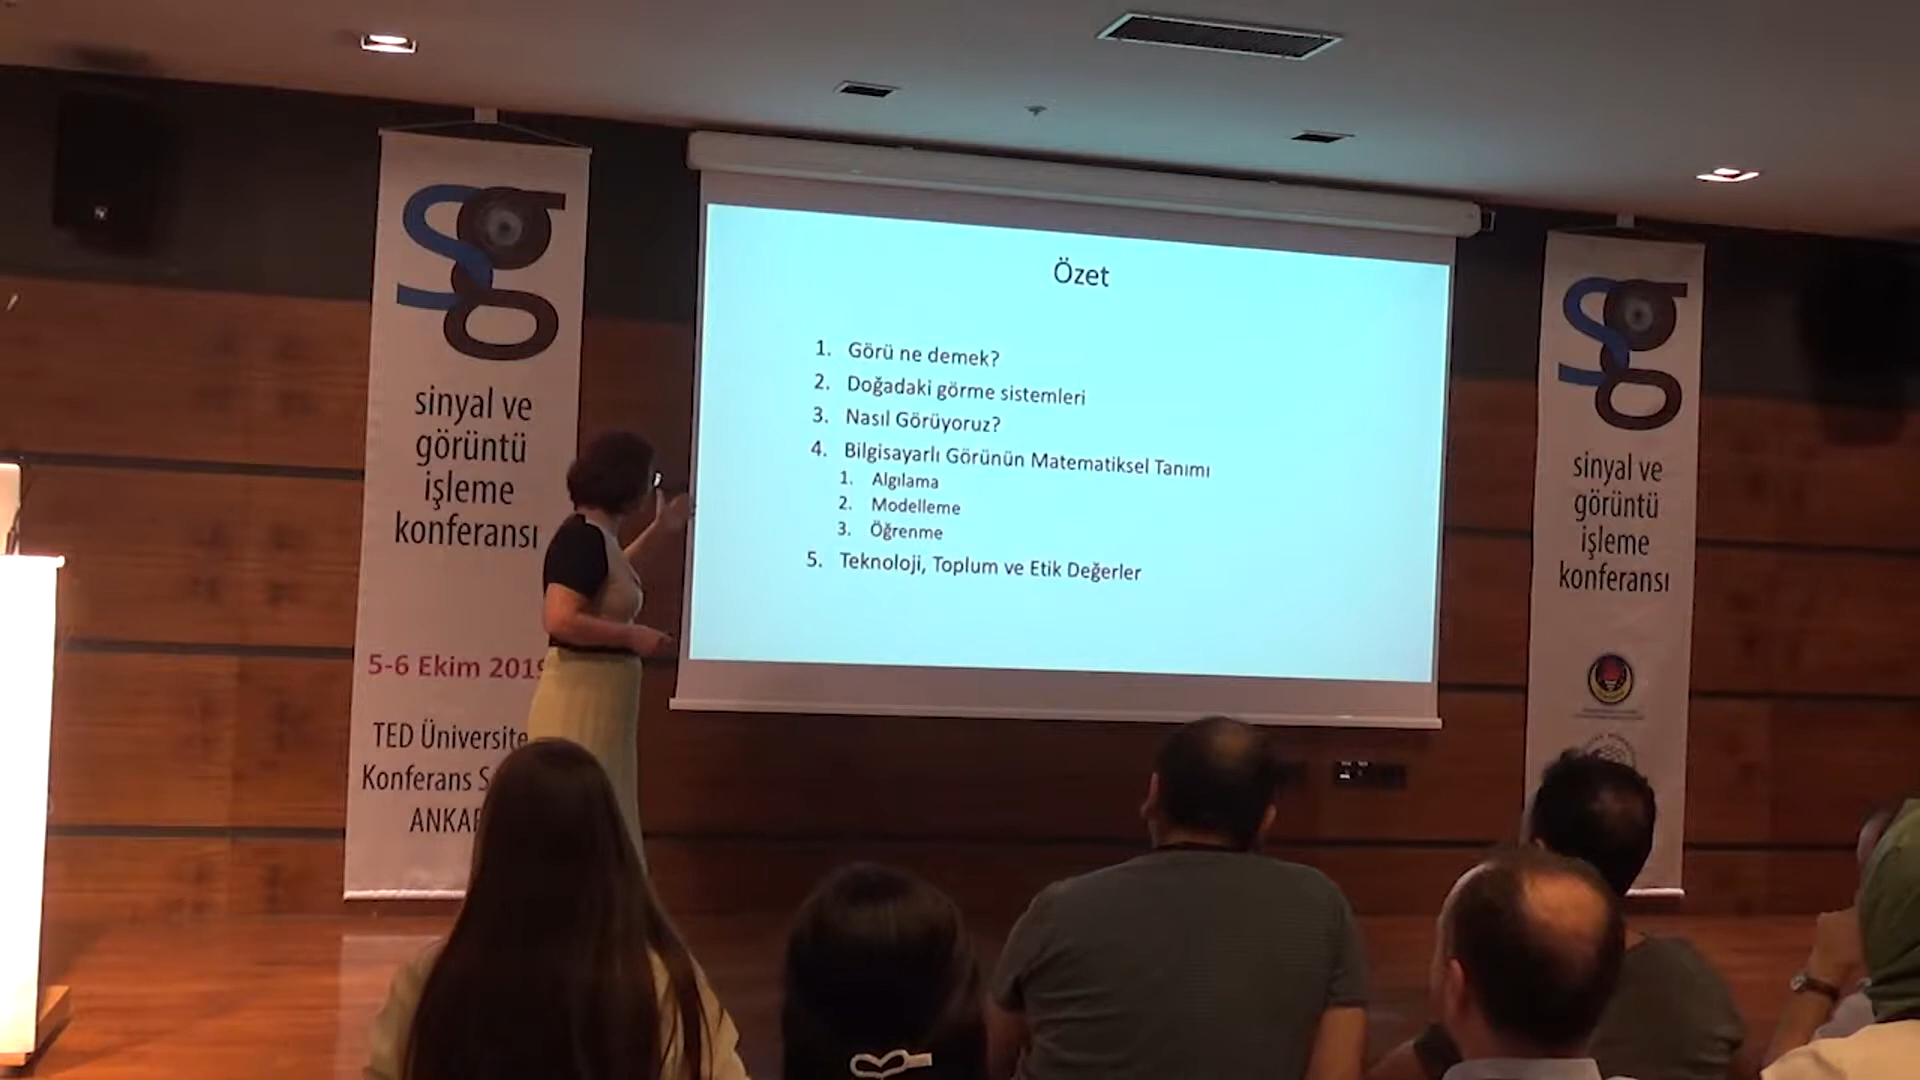 sinyal ve
görüntü
işleme
konferansı
5-6 Ekim 2019
TED Üniversite
Konferans S
ANKA
Özet
1. Görü ne demek?
2. Doğadaki görme sistemleri
3. Nasıl Görüyoruz?
4. Bilgisayarlı Görünün Matematiksel Tanımı
1. Algılama
2. Modelleme
3. Öğrenme
5. Teknoloji, Toplum ve Etik Değerler
sinyal ve
görüntü
işleme
konferansı